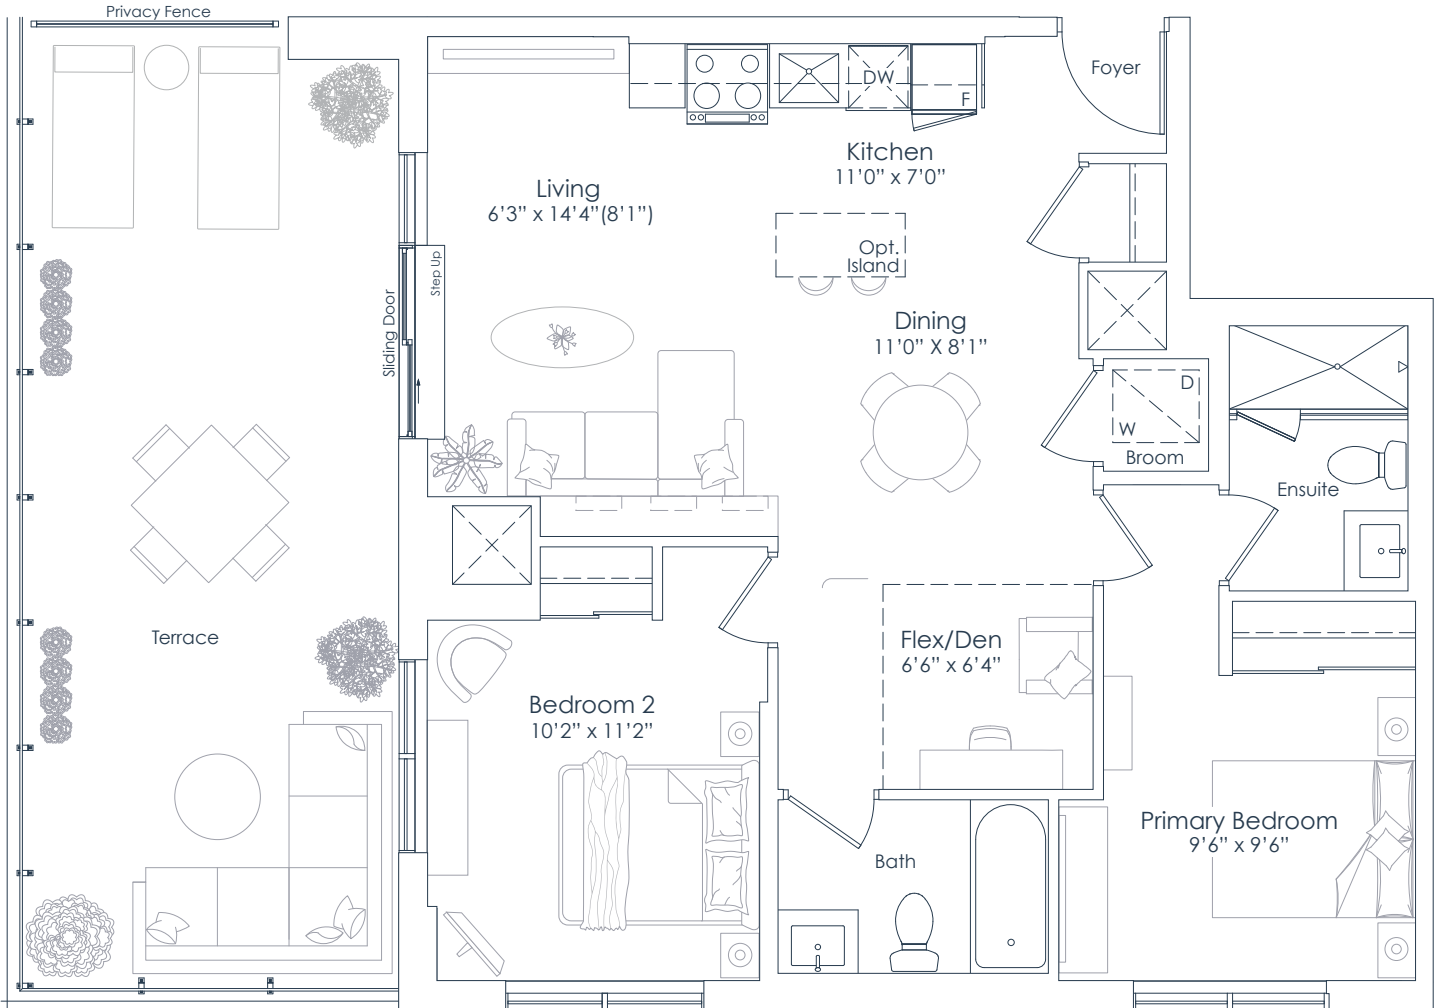 Privacy Fence
Foyer
DW
F
Kitchen
11'0" x 7'0"
Living
6'3" x 14'4"(8'1")
Opt.
Island
Step Up
Sliding Door
Dining
11'0" X 8'1"
D
W
Broom
Ensuite
Terrace
Flex/Den
6'6" x 6'4"
Bedroom 2
10'2" x 11'2"
Primary Bedroom
9'6" x 9'6"
Bath